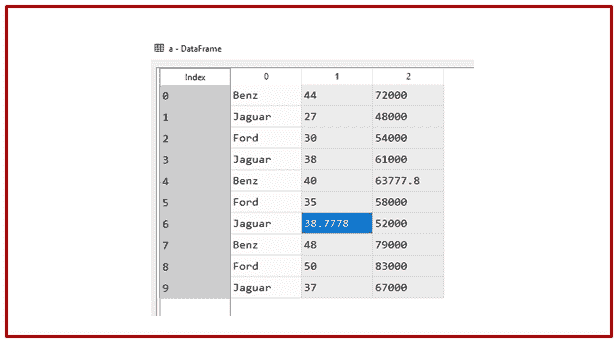 a - DataFrame
Index 0 1 2
0 Benz 44 72000
1 Jaguar 27 48000
2 Ford 30 54000
3 Jaguar 38 61000
4 Benz 40 63777.8
5 Ford 35 58000
6 Jaguar 38.7778 52000
7 Benz 48 79000
8 Ford 50 83000
9 Jaguar 37 67000